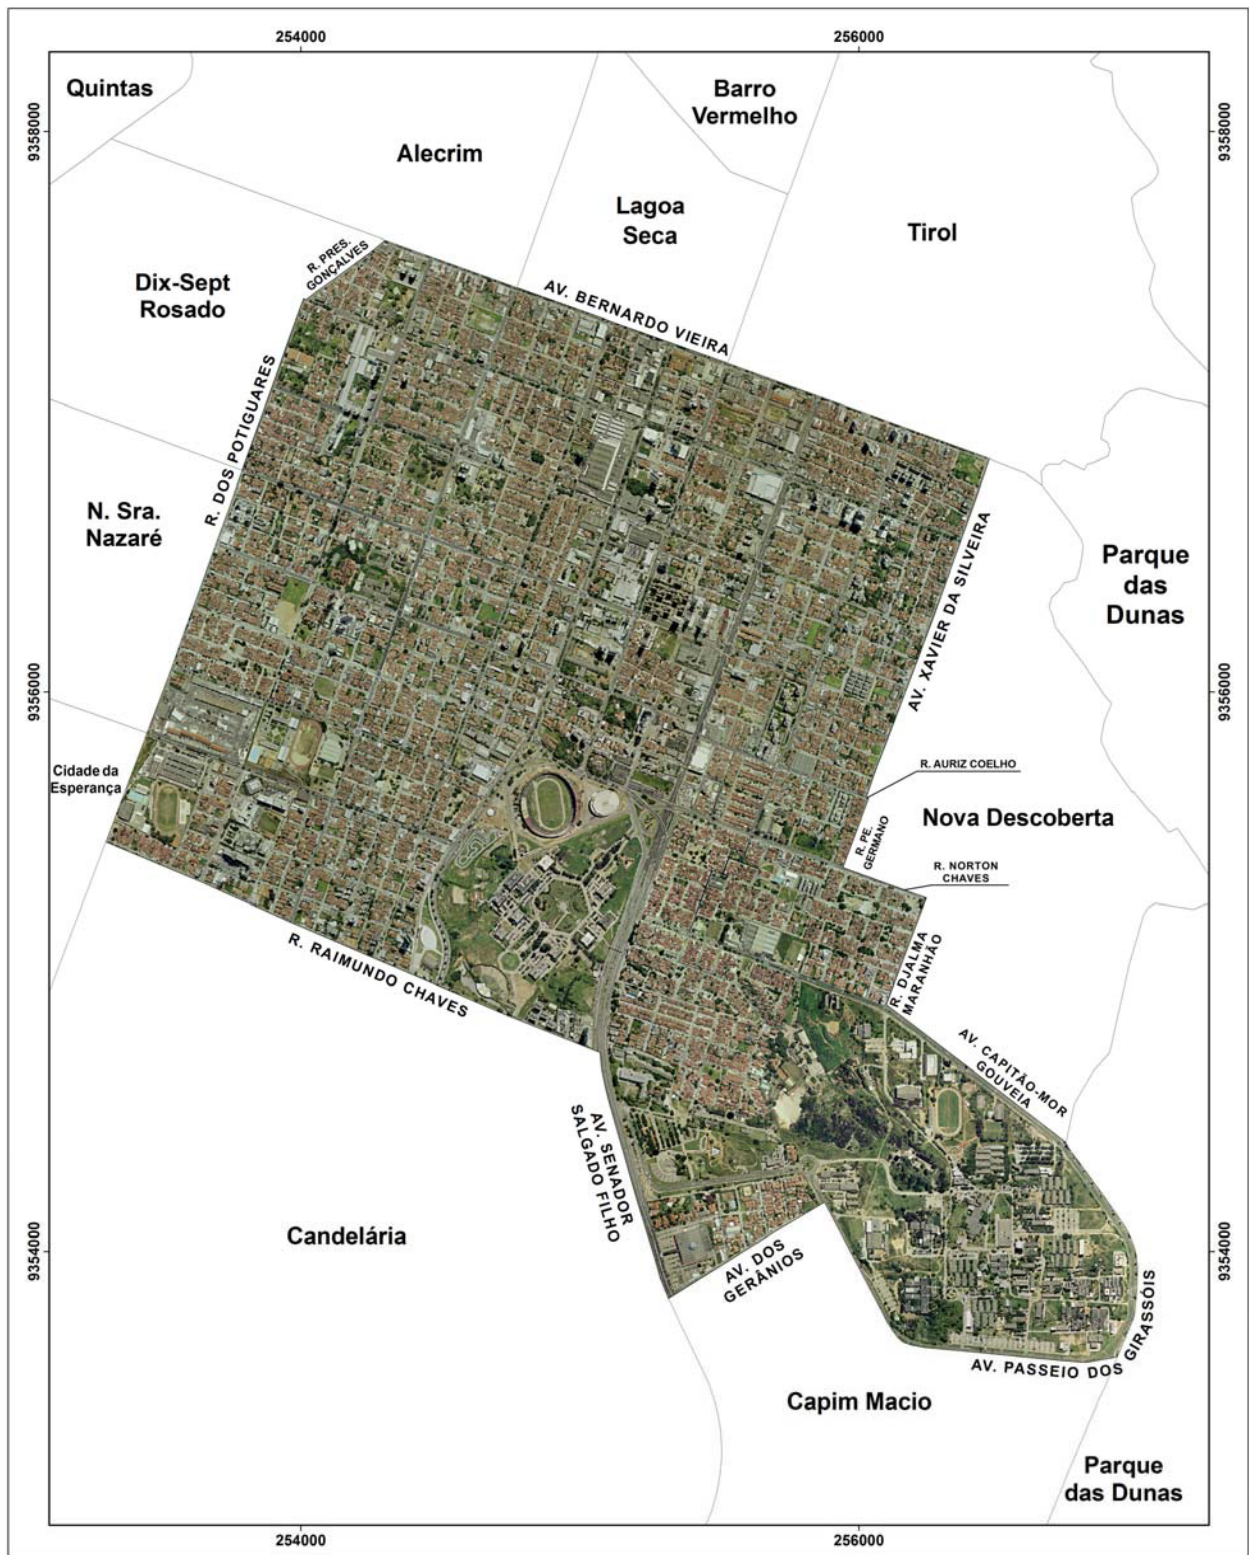 254000
256000
Quintas
Barro
Vermelho
9358000
9358000
Alecrim
Lagoa
Seca
Tirol
R. PRES.
GONÇALVES
Dix-Sept
Rosado
AV. BERNARDO VIEIRA
R. DOS POTIGUARES
N. Sra.
Nazaré
AV. XAVIER DA SILVEIRA
Parque
das
Dunas
9356000
9356000
Cidade da
Esperança
R. AURIZ COELHO
R. PE.
GERMANO
Nova Descoberta
R. NORTON
CHAVES
R. RAIMUNDO CHAVES
R. DJALMA
MARANHÃO
AV. CAPITÃO-MOR
GOUVEIA
AV. SENADOR
SALGADO FILHO
Candelária
9354000
9354000
AV. DOS
GERÂNIOS
AV. PASSEIO DOS GIRASSÓIS
Capim Macio
Parque
das Dunas
254000
256000